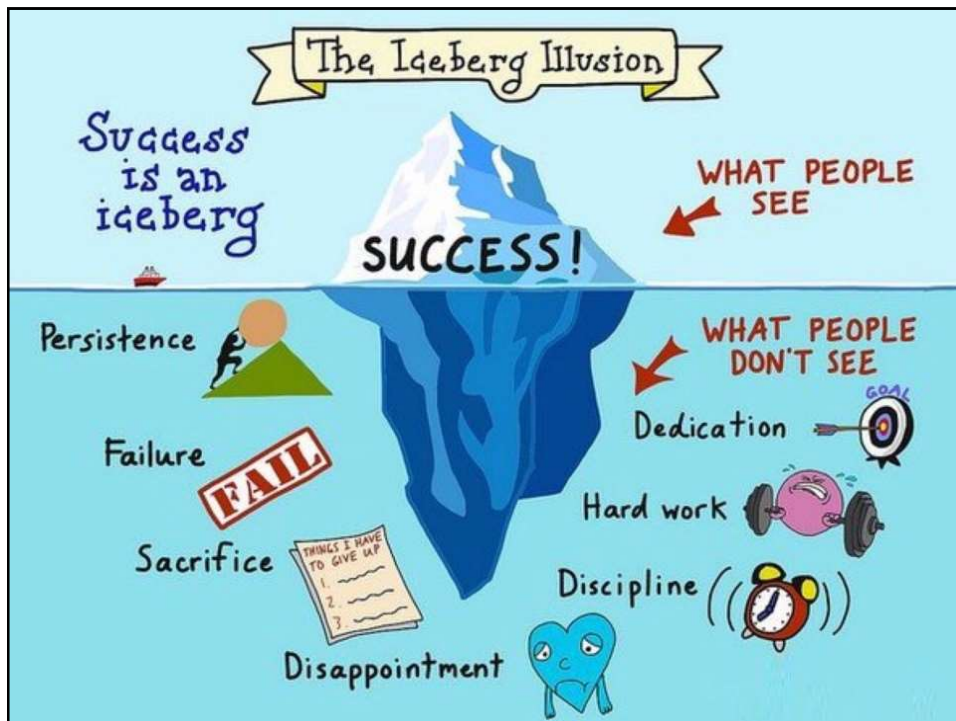 The Iceberg Illusion
Success
is an
iceberg
WHAT PEOPLE
SEE
SUCCESS!
Persistence
WHAT PEOPLE
DON'T SEE
GOAL
Dedication
Failure
FAIL
Hard work
Sacrifice
THINGS I HAVE
TO GIVE UP
1.
2.
3.
Discipline
Disappointment